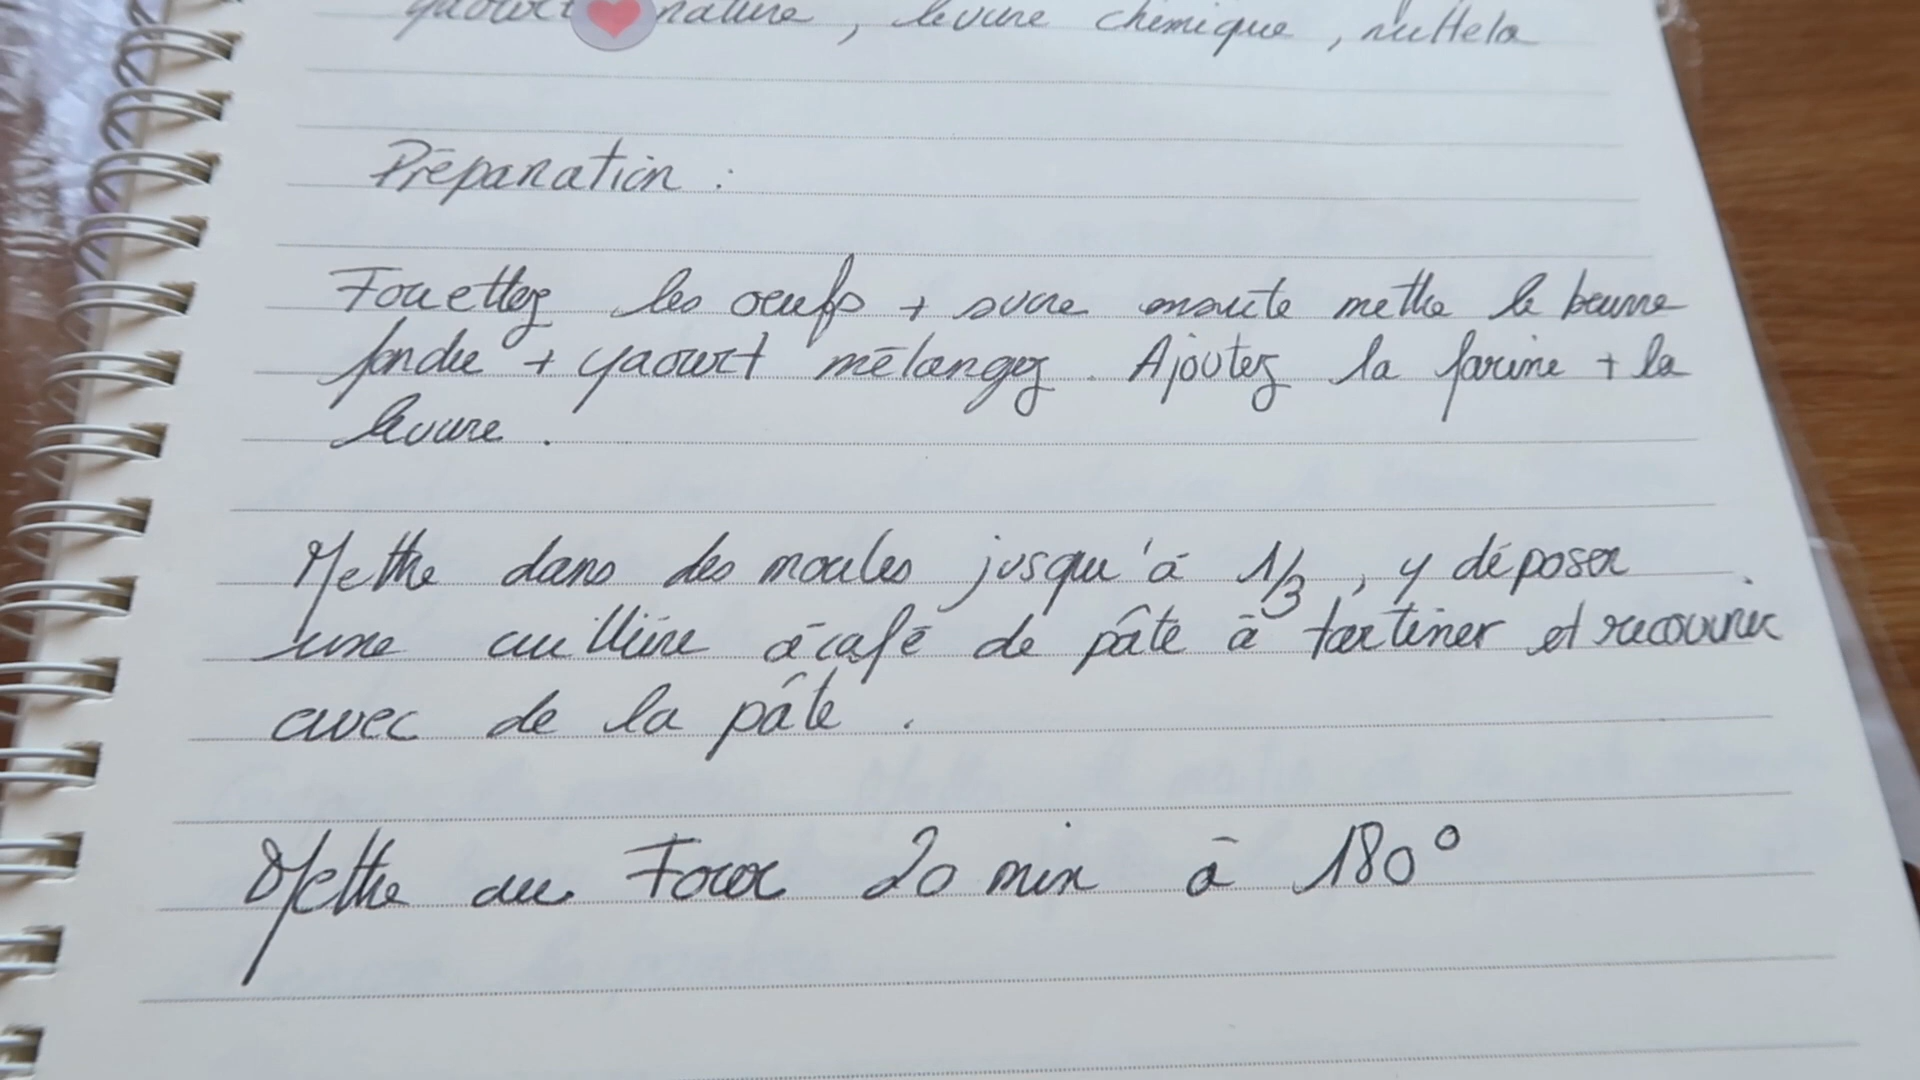 yaourt nature, levure chimique, nuttela
Préparation :
Fouettez les oeufs + sucre ensuite mettre le beurre
fondu + yaourt mélangez. Ajoutez la farine + la
levure.
Mettre dans des moules jusqu'à 1/3, y déposer
une cuillière à café de pâte à tartiner et recouvrir
avec de la pâte.
Mettre au Four 20 min à 180°